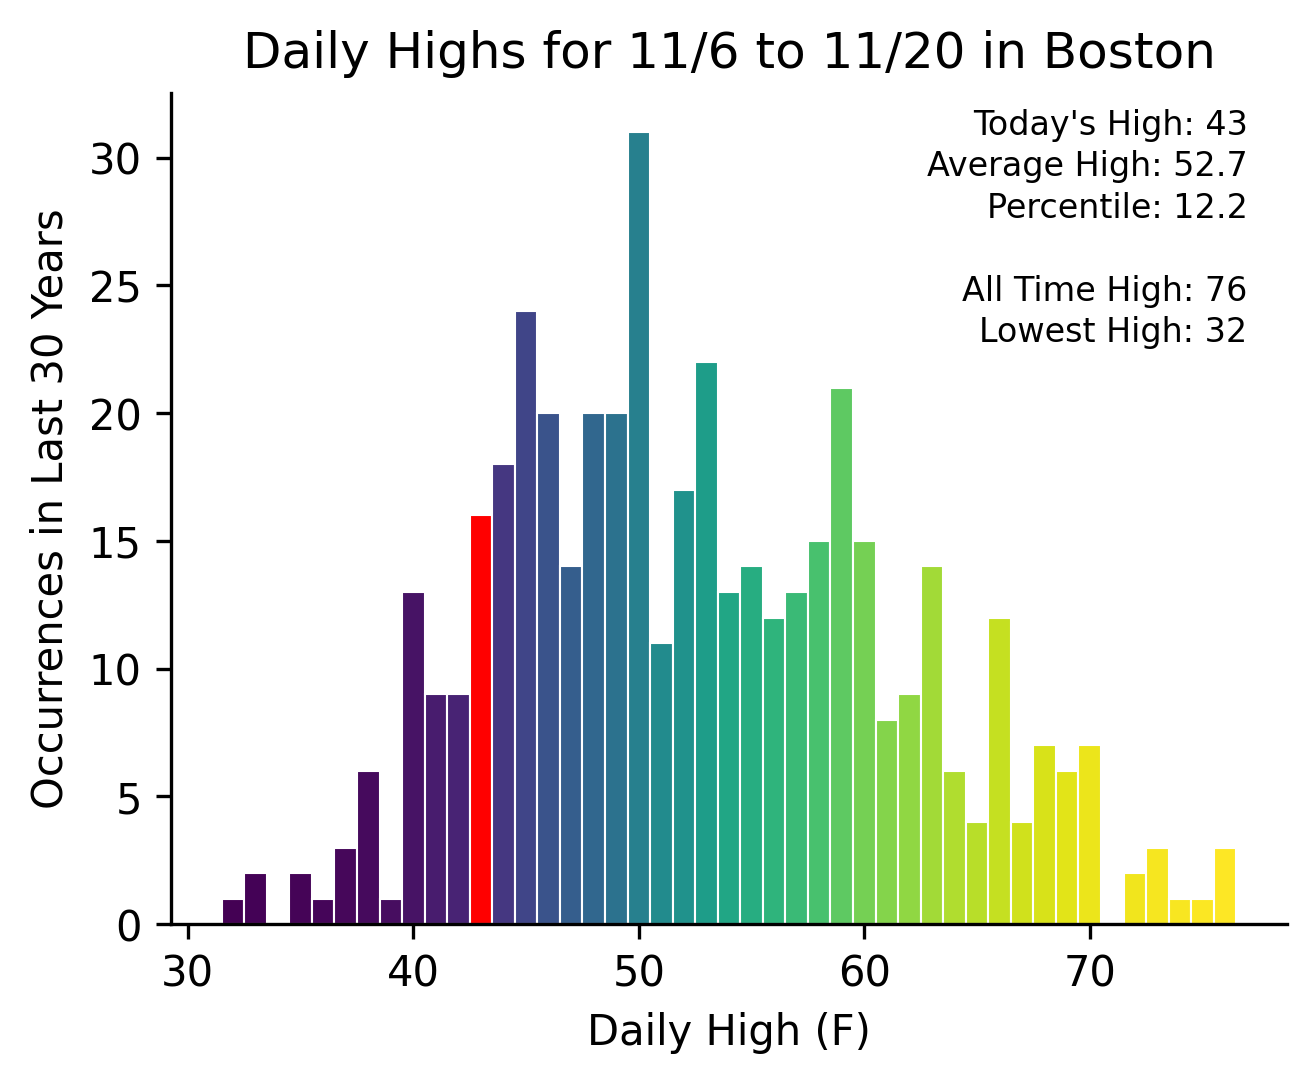 Daily Highs for 11/6 to 11/20 in Boston
Today's High: 43
Average High: 52.7
Percentile: 12.2
All Time High: 76
Lowest High: 32
Occurrences in Last 30 Years
30
25
20
15
10
5
0
30 40 50 60 70
Daily High (F)